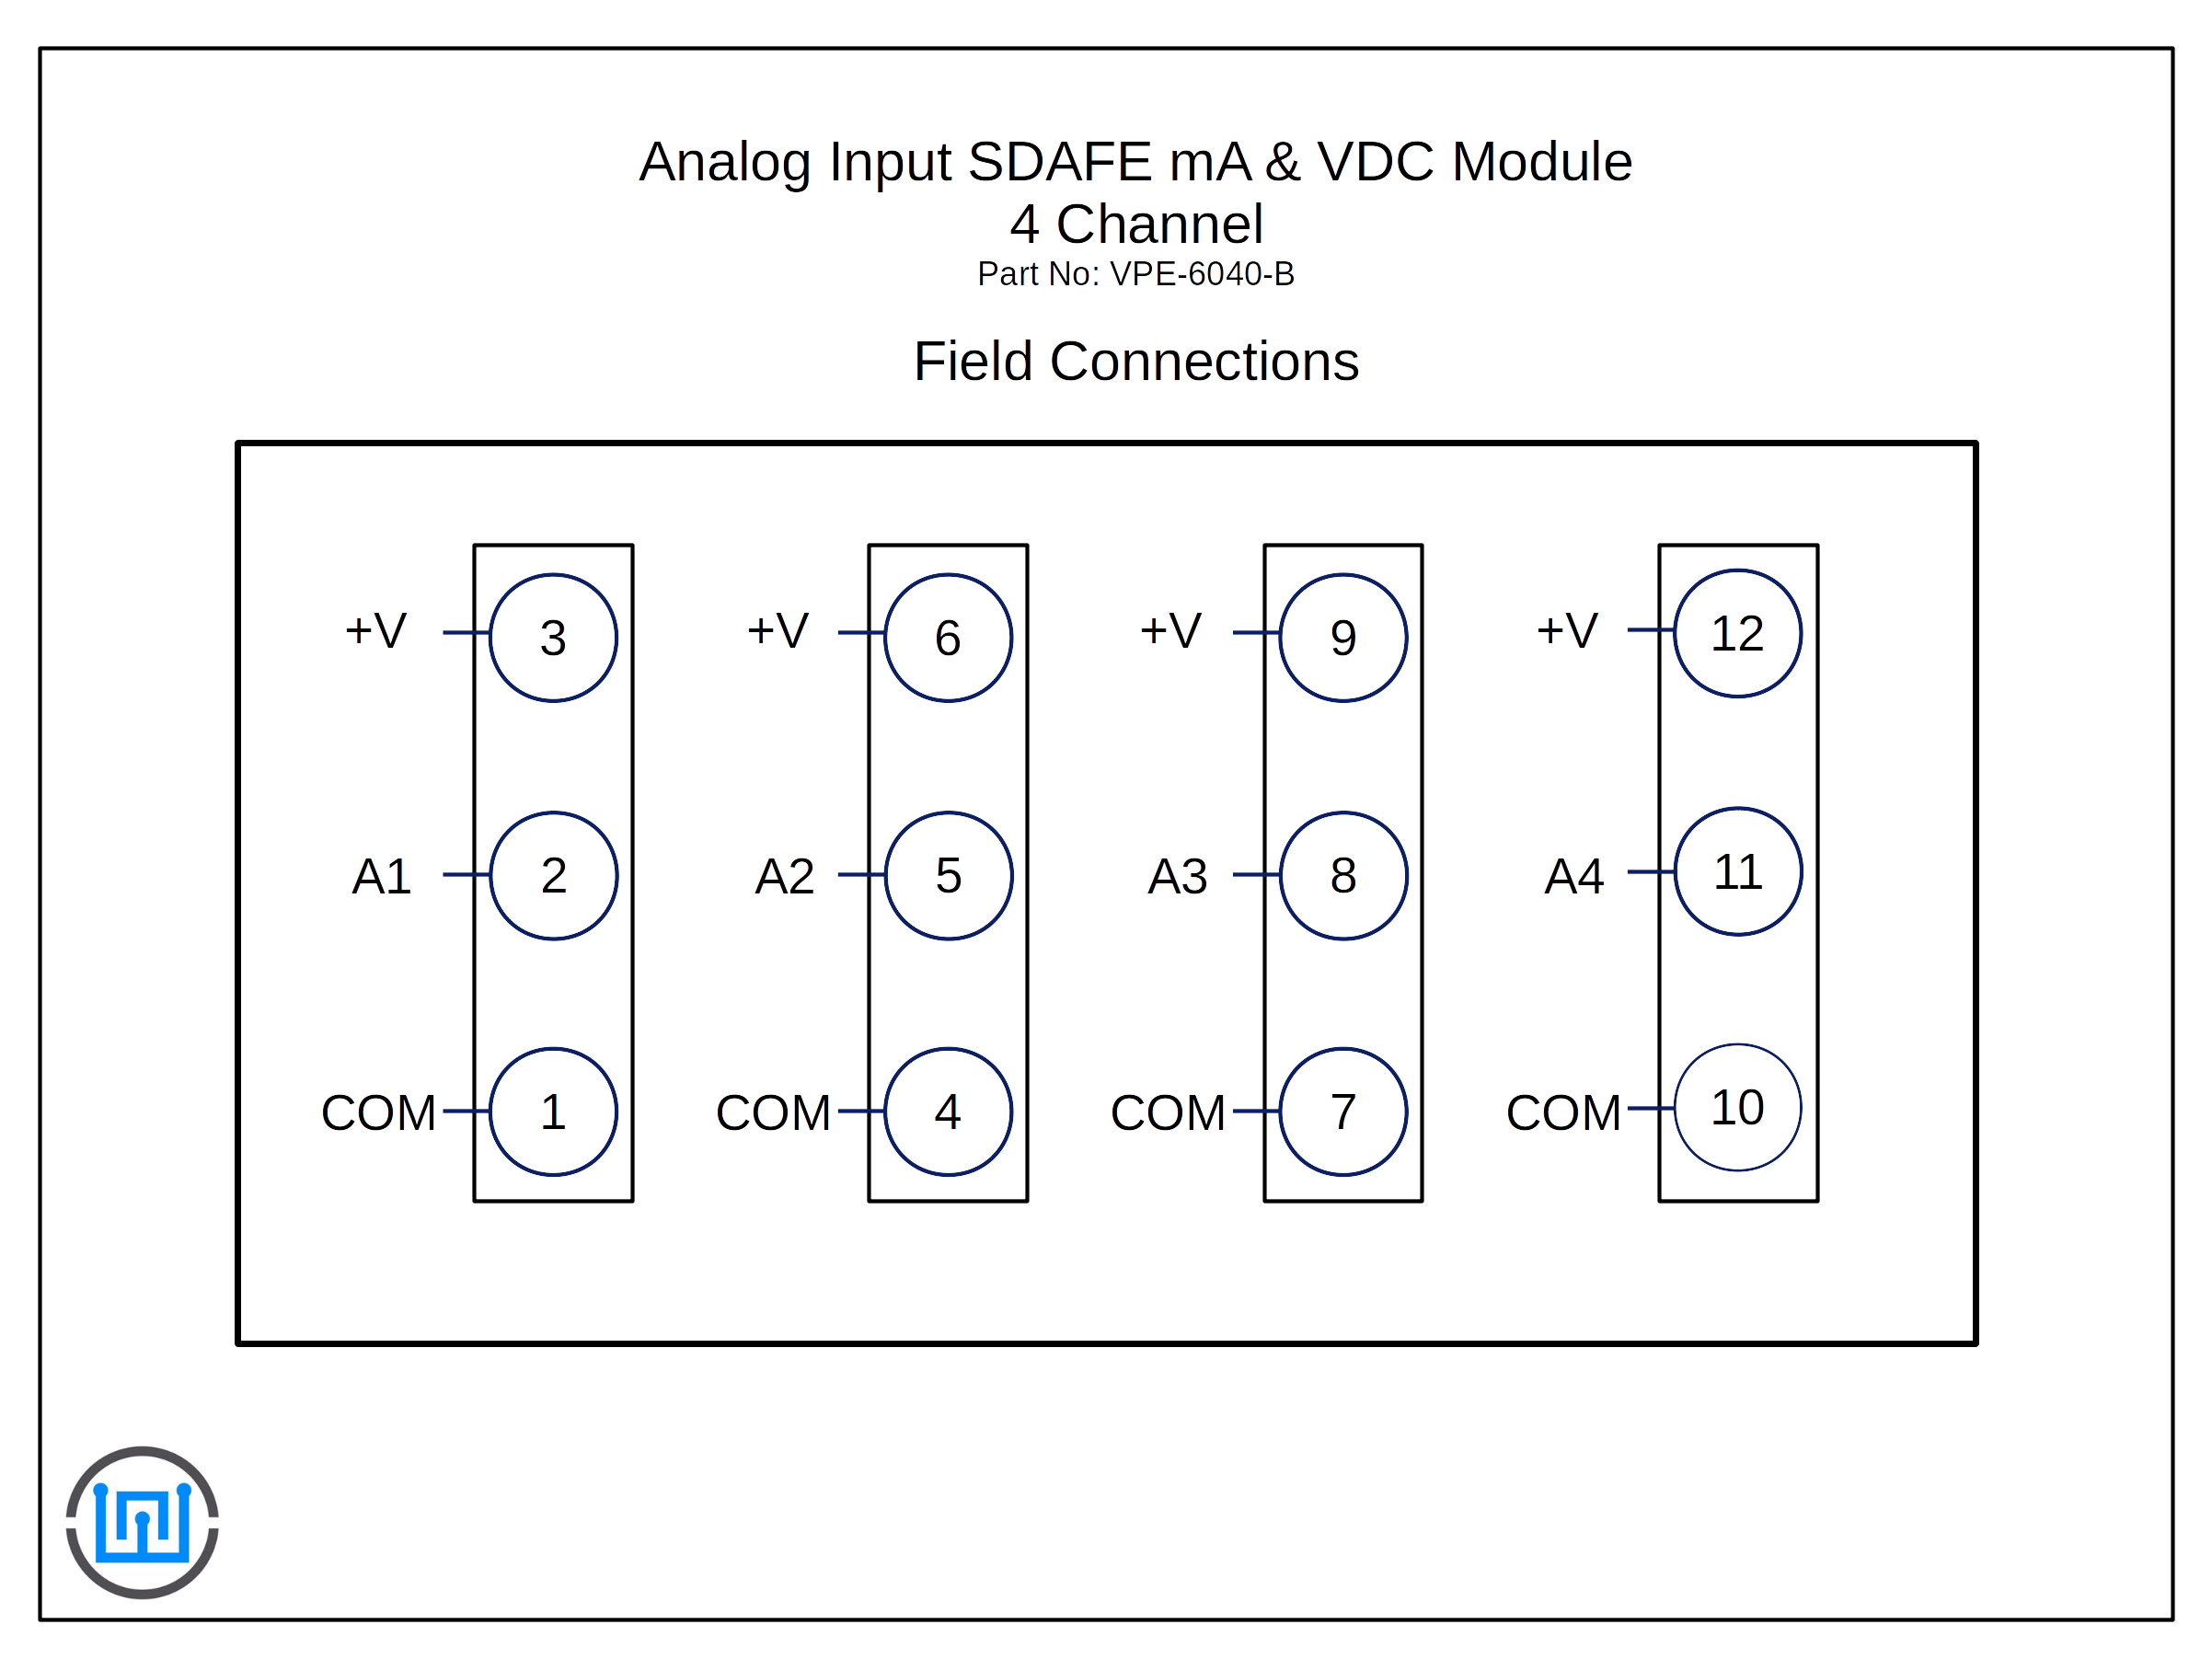 Analog Input SDAFE mA & VDC Module
4 Channel
Part No: VPE-6040-B
Field Connections
+V 3 +V 6 +V 9 +V 12
A1 2 A2 5 A3 8 A4 11
COM 1 COM 4 COM 7 COM 10